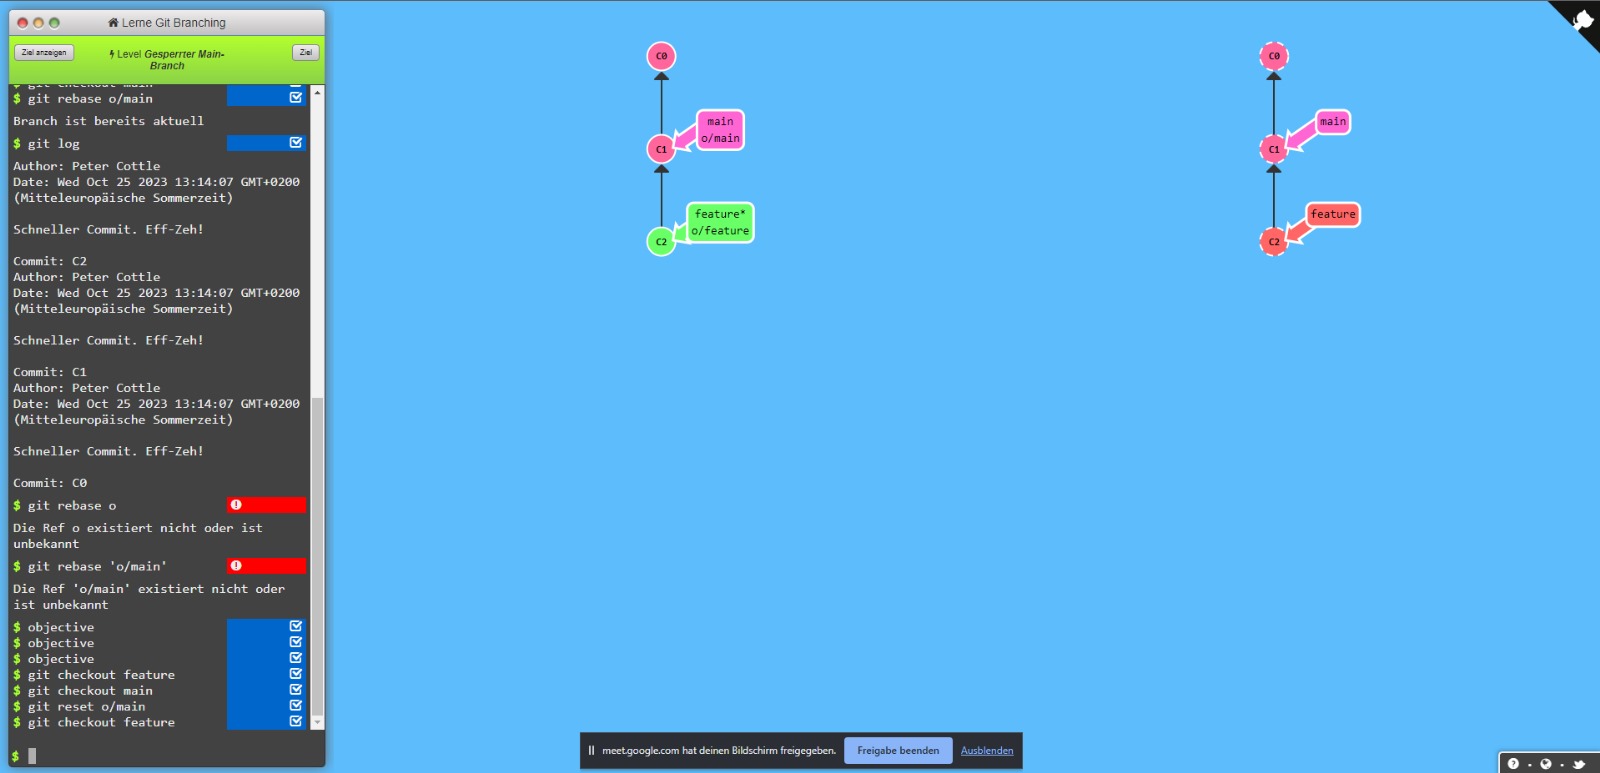 Lerne Git Branching
Ziel anzeigen
Level Gesperrter Main-
Branch
Ziel
$ git checkout main
$ git rebase o/main
Branch ist bereits aktuell
$ git log
Author: Peter Cottle
Date: Wed Oct 25 2023 13:14:07 GMT+0200
(Mitteleuropäische Sommerzeit)
Schneller Commit. Eff-Zeh!
Commit: C2
Author: Peter Cottle
Date: Wed Oct 25 2023 13:14:07 GMT+0200
(Mitteleuropäische Sommerzeit)
Schneller Commit. Eff-Zeh!
Commit: C1
Author: Peter Cottle
Date: Wed Oct 25 2023 13:14:07 GMT+0200
(Mitteleuropäische Sommerzeit)
Schneller Commit. Eff-Zeh!
Commit: C0
$ git rebase o
Die Ref o existiert nicht oder ist
unbekannt
$ git rebase 'o/main'
Die Ref 'o/main' existiert nicht oder
ist unbekannt
$ objective
$ objective
$ objective
$ git checkout feature
$ git checkout main
$ git reset o/main
$ git checkout feature
$
C0
main
o/main
C1
feature*
o/feature
C2
C0
main
C1
feature
C2
meet.google.com hat deinen Bildschirm freigegeben.
Freigabe beenden
Ausblenden